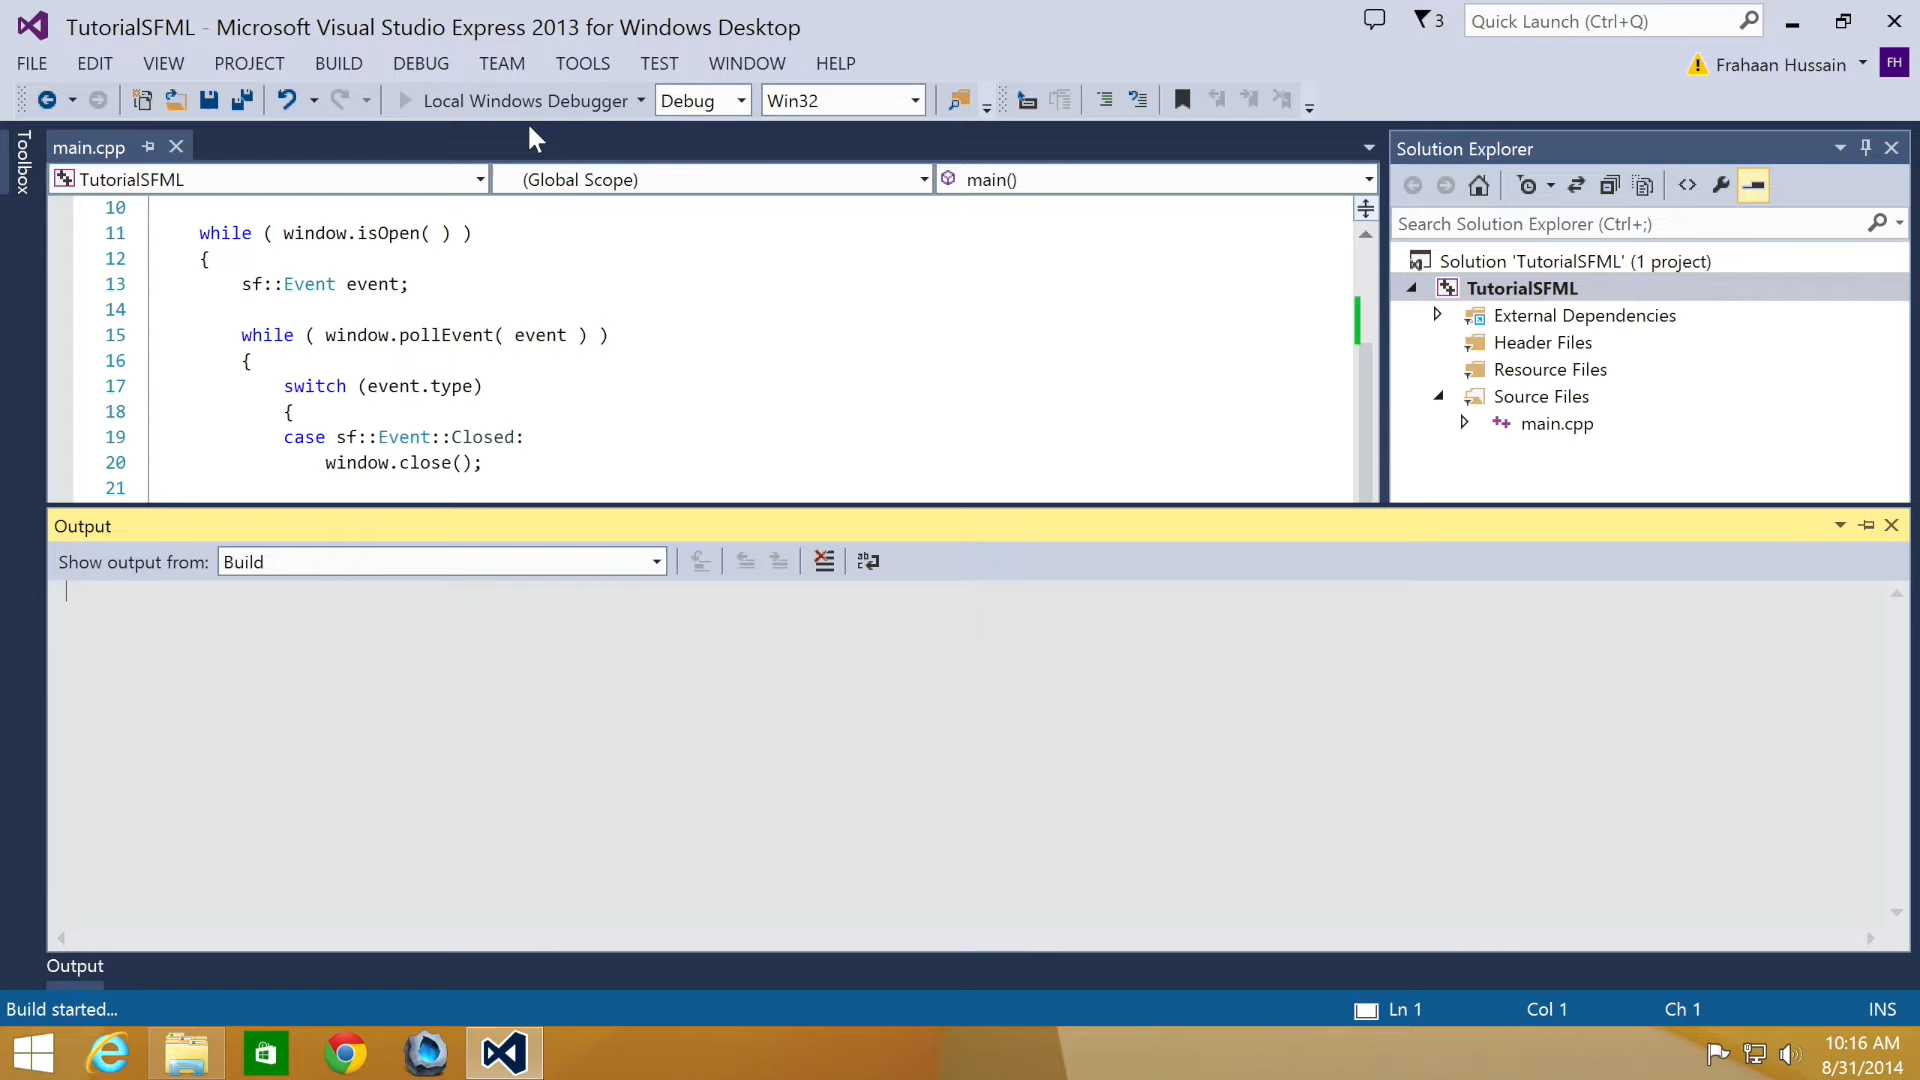 TutorialSFML - Microsoft Visual Studio Express 2013 for Windows Desktop
3
Quick Launch (Ctrl+Q)
FILE EDIT VIEW PROJECT BUILD DEBUG TEAM TOOLS TEST WINDOW HELP
Frahaan Hussain
FH
Local Windows Debugger
Debug
Win32
Toolbox
main.cpp
TutorialSFML
(Global Scope)
main()
10
11 while ( window.isOpen( ) )
12 {
13 sf::Event event;
14
15 while ( window.pollEvent( event ) )
16 {
17 switch (event.type)
18 {
19 case sf::Event::Closed:
20 window.close();
21
Solution Explorer
Search Solution Explorer (Ctrl+;)
Solution 'TutorialSFML' (1 project)
TutorialSFML
External Dependencies
Header Files
Resource Files
Source Files
main.cpp
Output
Show output from: Build
Output
Build started...
Ln 1 Col 1 Ch 1 INS
10:16 AM
8/31/2014